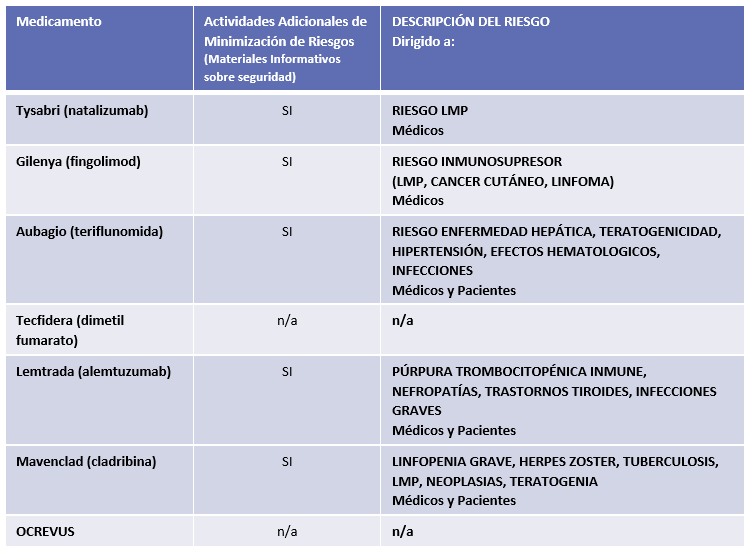 Medicamento
Actividades Adicionales de
Minimización de Riesgos
(Materiales Informativos
sobre seguridad)
DESCRIPCIÓN DEL RIESGO
Dirigido a:
Tysabri (natalizumab)
SI
RIESGO LMP
Médicos
Gilenya (fingolimod)
SI
RIESGO INMUNOSUPRESOR
(LMP, CANCER CUTÁNEO, LINFOMA)
Médicos
Aubagio (teriflunomida)
SI
RIESGO ENFERMEDAD HEPÁTICA, TERATOGENICIDAD,
HIPERTENSIÓN, EFECTOS HEMATOLOGICOS,
INFECCIONES
Médicos y Pacientes
Tecfidera (dimetil
fumarato)
n/a
n/a
Lemtrada (alemtuzumab)
SI
PÚRPURA TROMBOCITOPÉNICA INMUNE,
NEFROPATÍAS, TRASTORNOS TIROIDES, INFECCIONES
GRAVES
Médicos y Pacientes
Mavenclad (cladribina)
SI
LINFOPENIA GRAVE, HERPES ZOSTER, TUBERCULOSIS,
LMP, NEOPLASIAS, TERATOGENIA
Médicos y Pacientes
OCREVUS
n/a
n/a